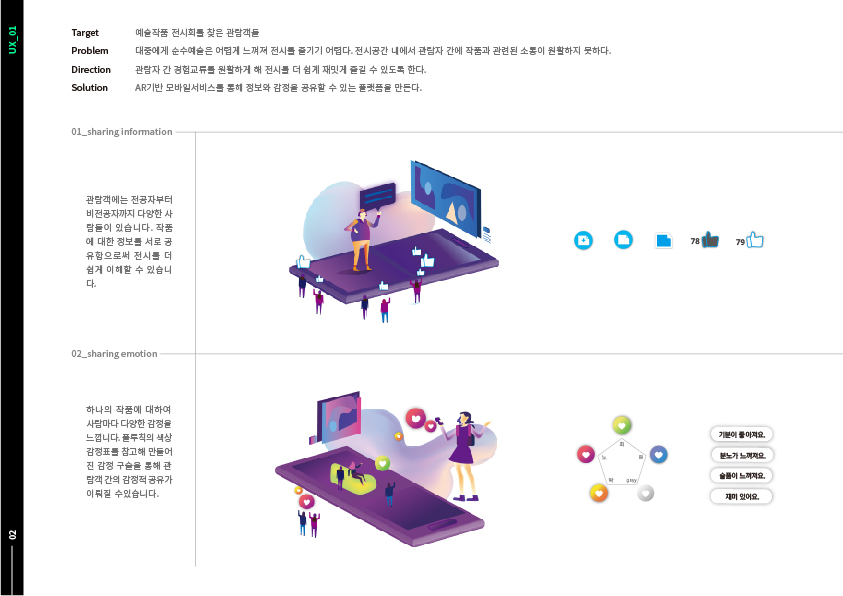 UX_01
Target 예술작품 전시회를 찾은 관람객들
Problem 대중에게 순수예술은 어렵게 느껴져 전시를 즐기기 어렵다. 전시공간 내에서 관람자 간에 작품과 관련된 소통이 원활하지 못하다.
Direction 관람자 간 경험교류를 원활하게 해 전시를 더 쉽게 재밌게 즐길 수 있도록 한다.
Solution AR기반 모바일서비스를 통해 정보와 감정을 공유할 수 있는 플랫폼을 만든다.
01_sharing information
관람객에는 전공자부터
비전공자까지 다양한 사
람들이 있습니다. 작품
에 대한 정보를 서로 공
유함으로써 전시를 더
쉽게 이해할 수 있습니
다.
78
79
02_sharing emotion
하나의 작품에 대하여
사람마다 다양한 감정을
느낍니다. 플루칙의 색상
감정표를 참고해 만들어
진 감정 구슬을 통해 관
람객 간의 감정적 공유가
이뤄질 수있습니다.
희
노
락
gray
기분이 좋아져요.
분노가 느껴져요.
슬픔이 느껴져요.
재미 있어요.
02